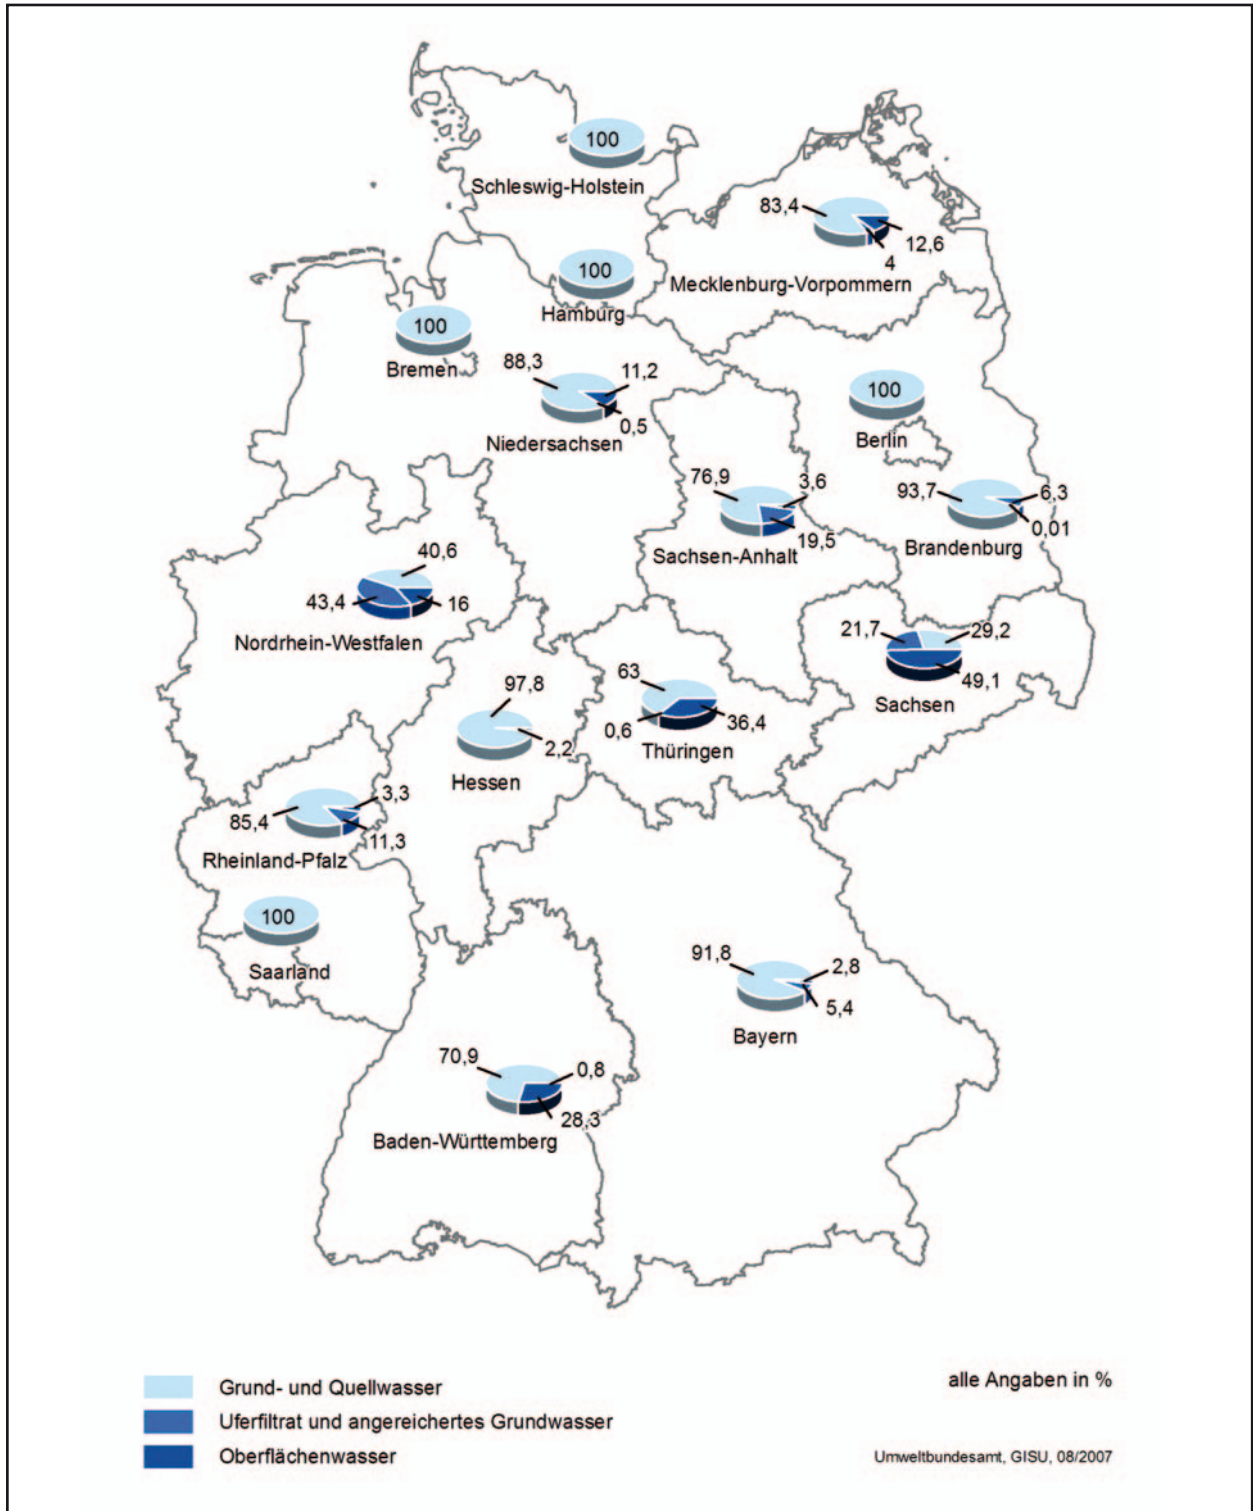 100
Schleswig-Holstein
83,4
12,6
4
Mecklenburg-Vorpommern
100
Hamburg
100
Bremen
88,3
11,2
0,5
Niedersachsen
100
Berlin
76,9
3,6
19,5
Sachsen-Anhalt
93,7
6,3
0,01
Brandenburg
40,6
43,4
16
Nordrhein-Westfalen
21,7
29,2
49,1
Sachsen
97,8
2,2
Hessen
63
0,6
36,4
Thüringen
3,3
85,4
11,3
Rheinland-Pfalz
100
Saarland
91,8
2,8
5,4
Bayern
70,9
0,8
28,3
Baden-Württemberg
Grund- und Quellwasser
Uferfiltrat und angereichertes Grundwasser
Oberflächenwasser
alle Angaben in %
Umweltbundesamt, GISU, 08/2007